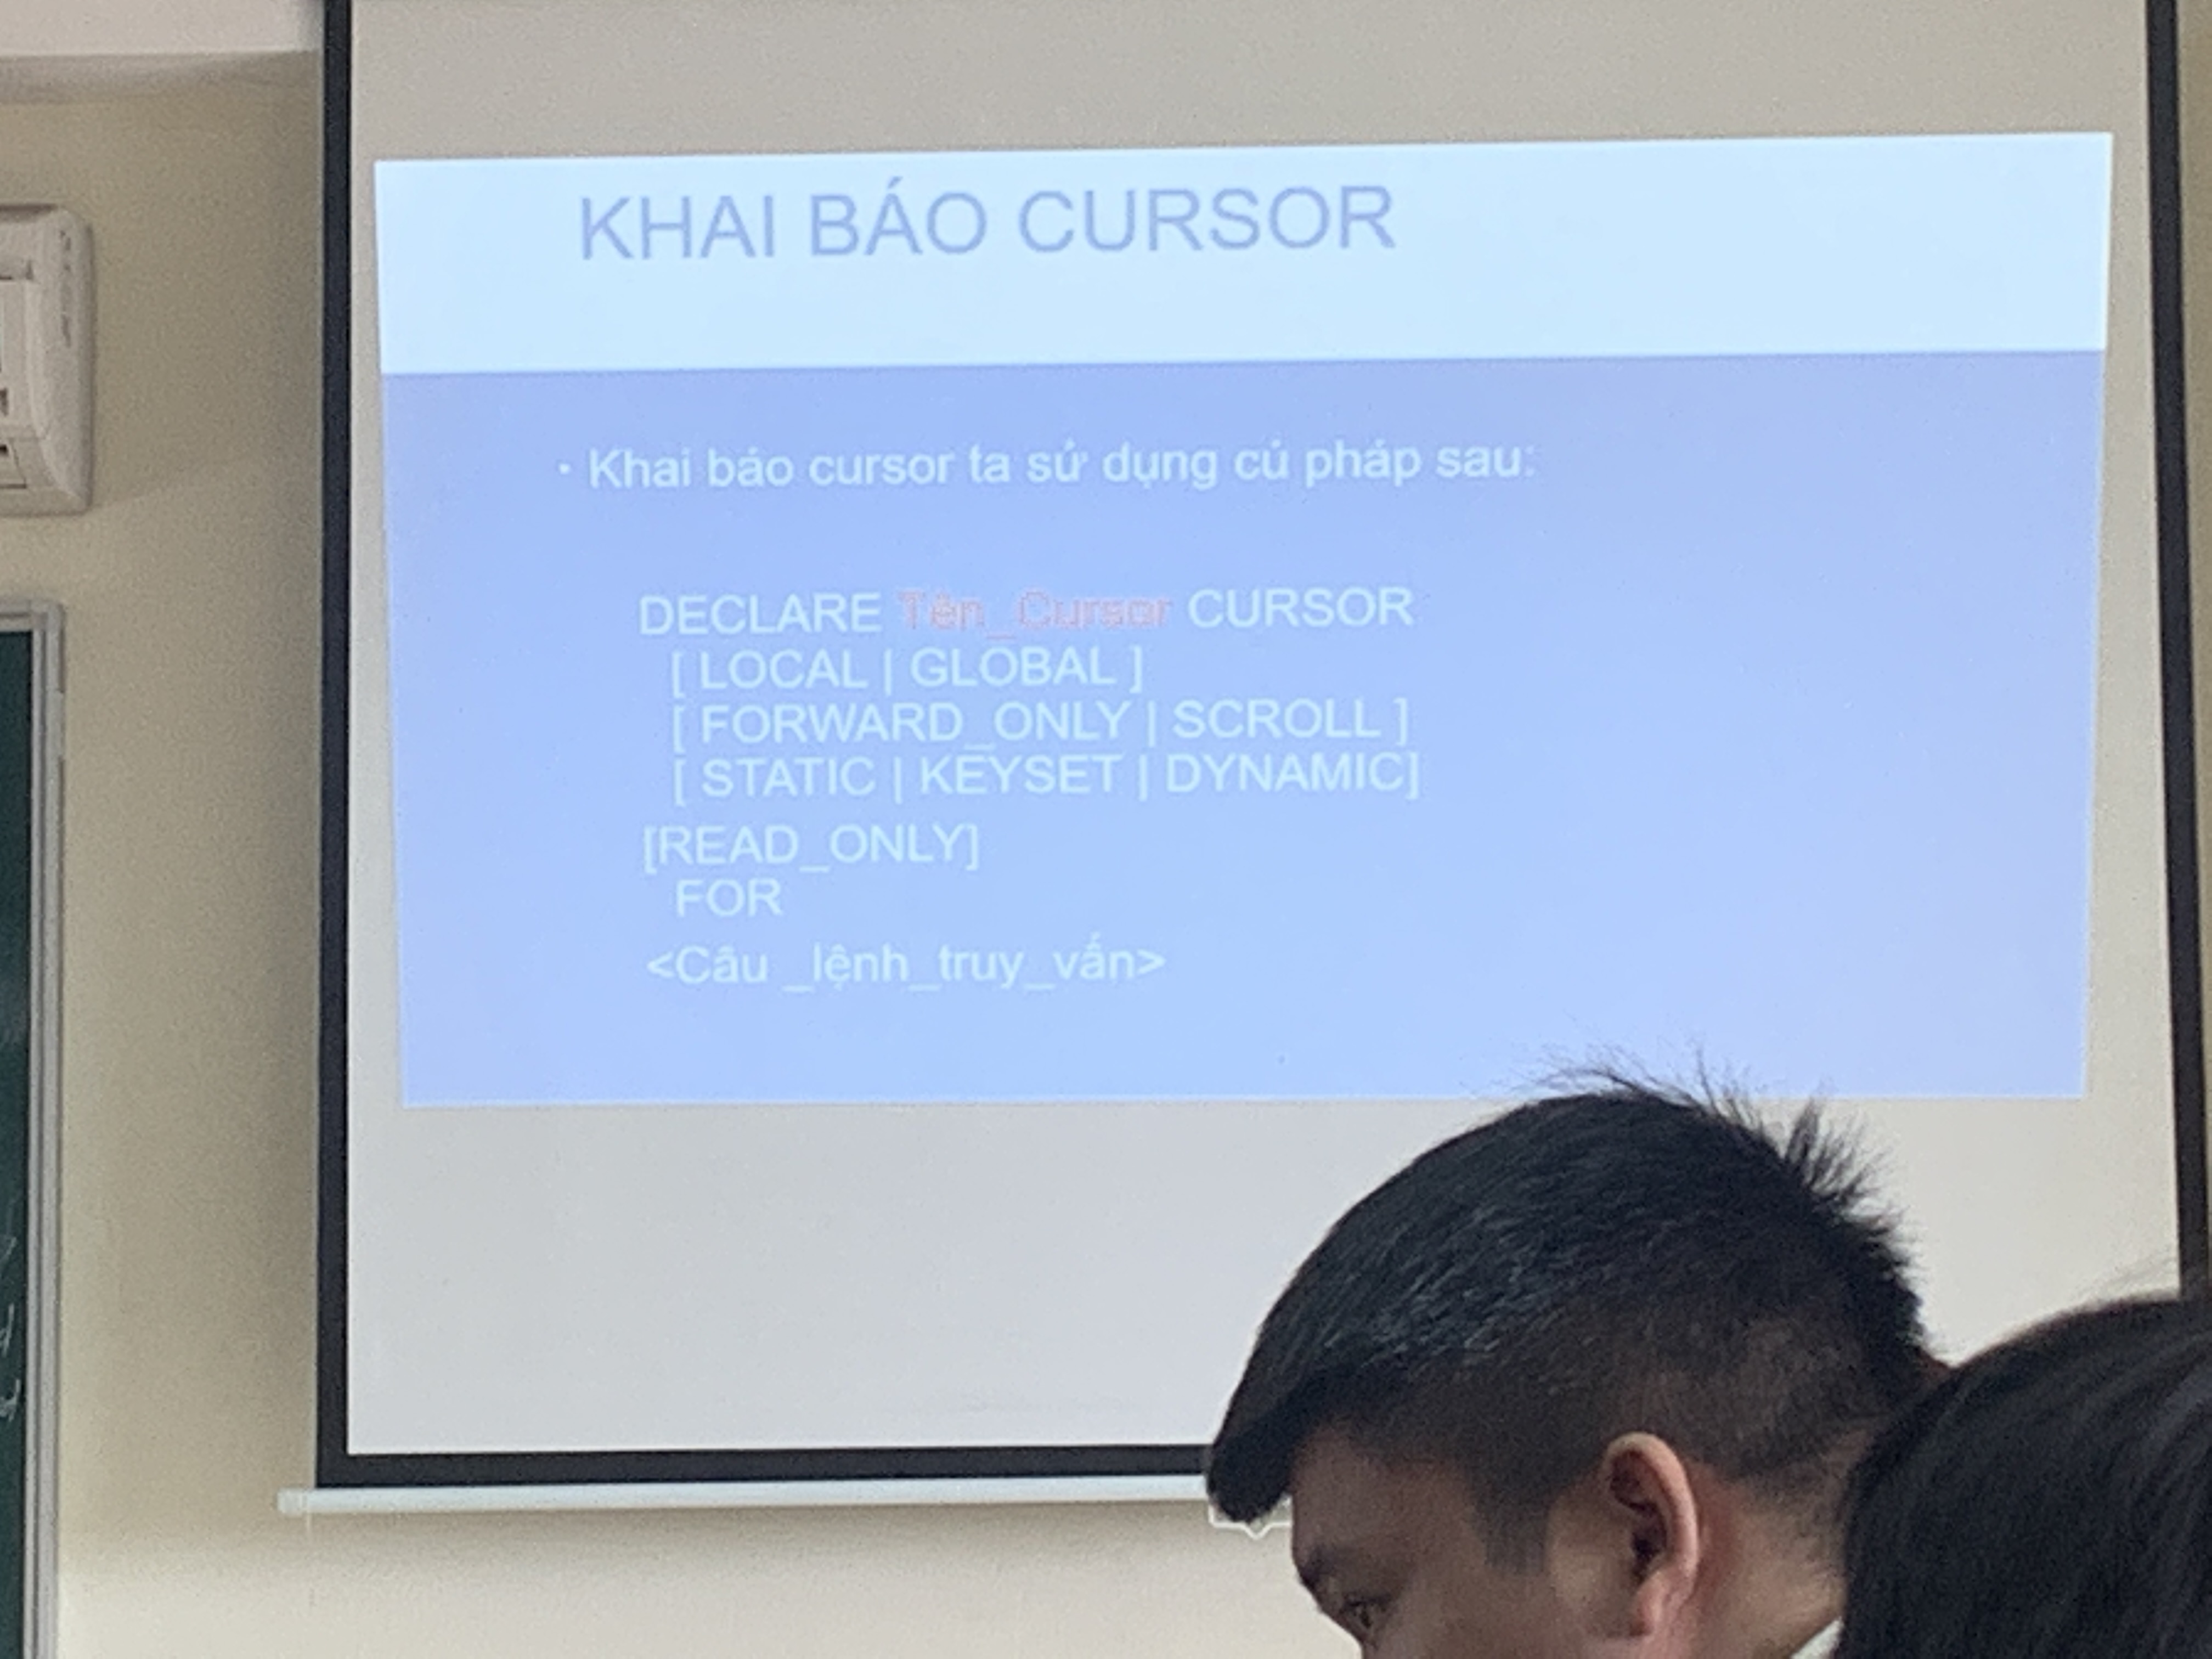 KHAI BÁO CURSOR
• Khai báo cursor ta sử dụng cú pháp sau:
DECLARE Tên_Cursor CURSOR
[ LOCAL | GLOBAL ]
[ FORWARD_ONLY | SCROLL ]
[ STATIC | KEYSET | DYNAMIC]
[READ_ONLY]
FOR
<Câu _lệnh_truy_vấn>